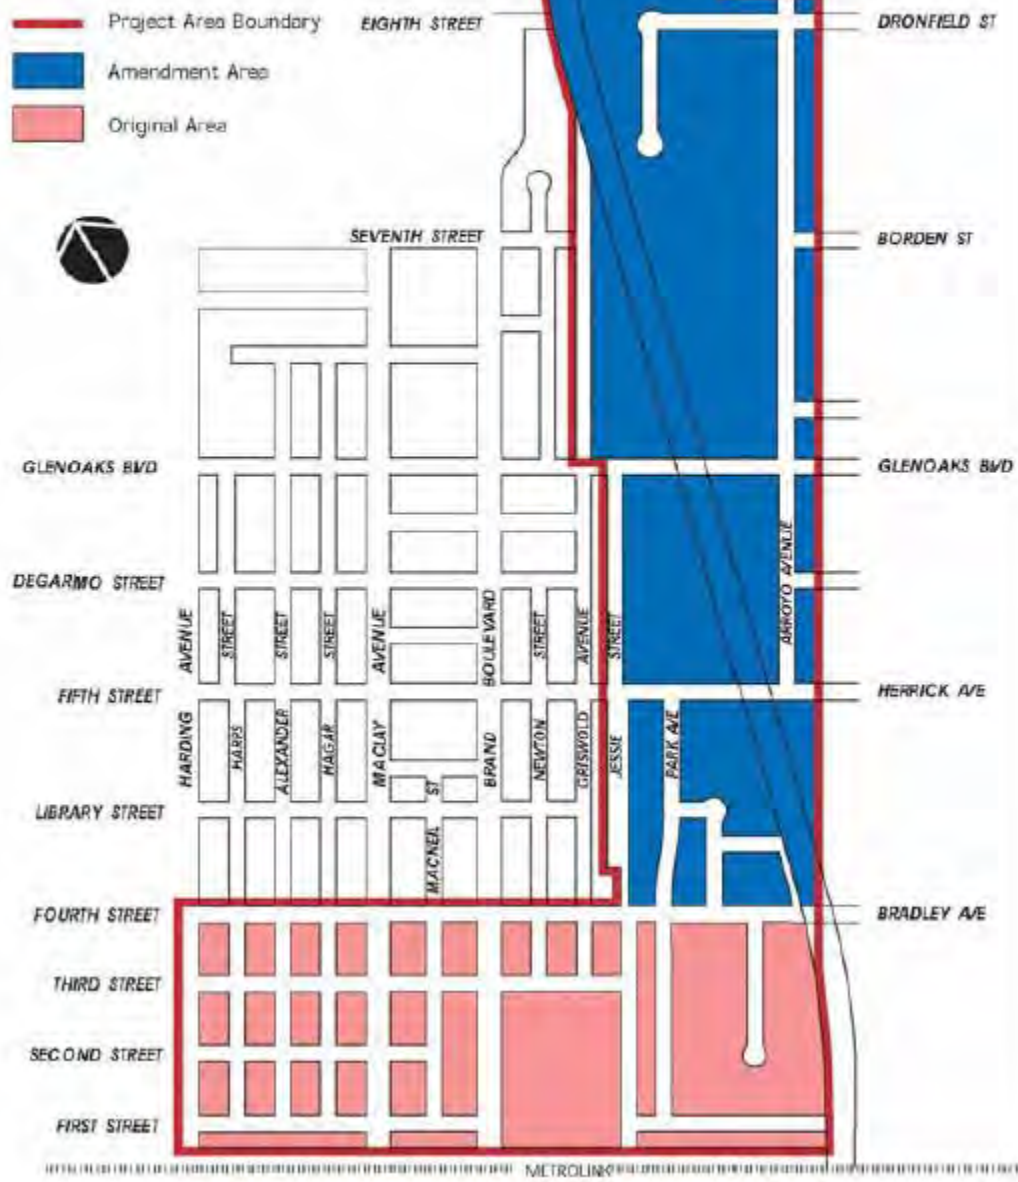 Project Area Boundary
Amendment Area
Original Area
EIGHTH STREET
DRONFIELD ST
SEVENTH STREET
BORDEN ST
GLENOAKS BLVD
GLENOAKS BLVD
DEGARMO STREET
ARROYO AVENUE
AVENUE
STREET
STREET
STREET
AVENUE
BOULEVARD
STREET
AVENUE
STREET
FIFTH STREET
HERRICK AVE
HARDING
HARPS
ALEXANDER
HAGAR
MACLAY
BRAND
NEWTON
GRISWOLD
JESSIE
PARK AVE
ST
LIBRARY STREET
MACNEIL
FOURTH STREET
BRADLEY AVE
THIRD STREET
SECOND STREET
FIRST STREET
METROLINK